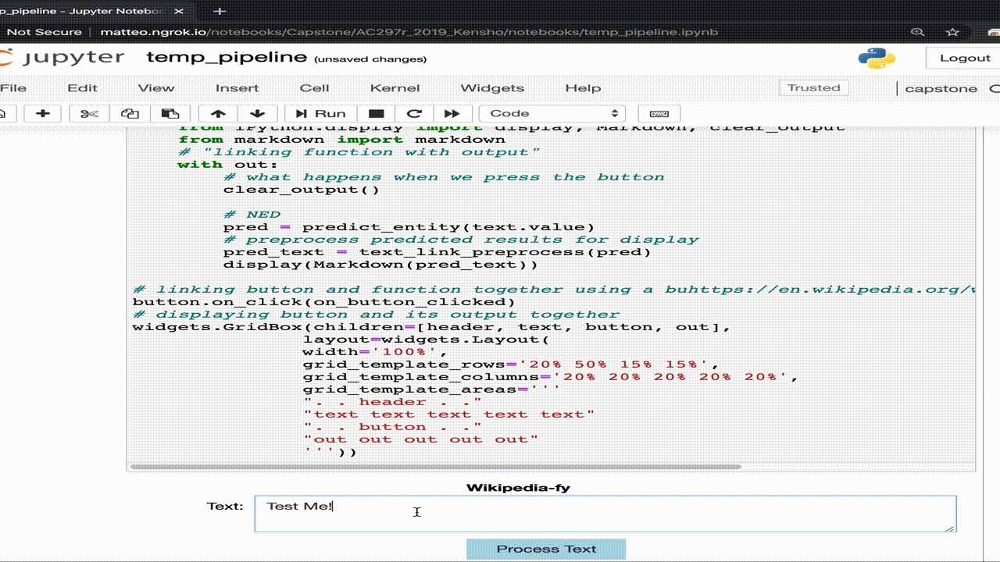 p_pipeline – Jupyter Notebo
Not Secure | matteo.ngrok.io/notebooks/Capstone/AC297r_2019_Kensho/notebooks/temp_pipeline.ipynb
jupyter temp_pipeline (unsaved changes) Logout
File Edit View Insert Cell Kernel Widgets Help Trusted capstone
Run Code
from IPython.display import display, Markdown, clear_output
from markdown import markdown
# "linking function with output"
with out:
# what happens when we press the button
clear_output()
# NED
pred = predict_entity(text.value)
# preprocess predicted results for display
pred_text = text_link_preprocess(pred)
display(Markdown(pred_text))
# linking button and function together using a buhttps://en.wikipedia.org/
button.on_click(on_button_clicked)
# displaying button and its output together
widgets.GridBox(children=[header, text, button, out],
layout=widgets.Layout(
width='100%',
grid_template_rows='20% 50% 15% 15%',
grid_template_columns='20% 20% 20% 20% 20%',
grid_template_areas='''
". . header . ."
"text text text text text"
". . button . ."
"out out out out out"
'''))
Wikipedia-fy
Text: Test Me!
Process Text